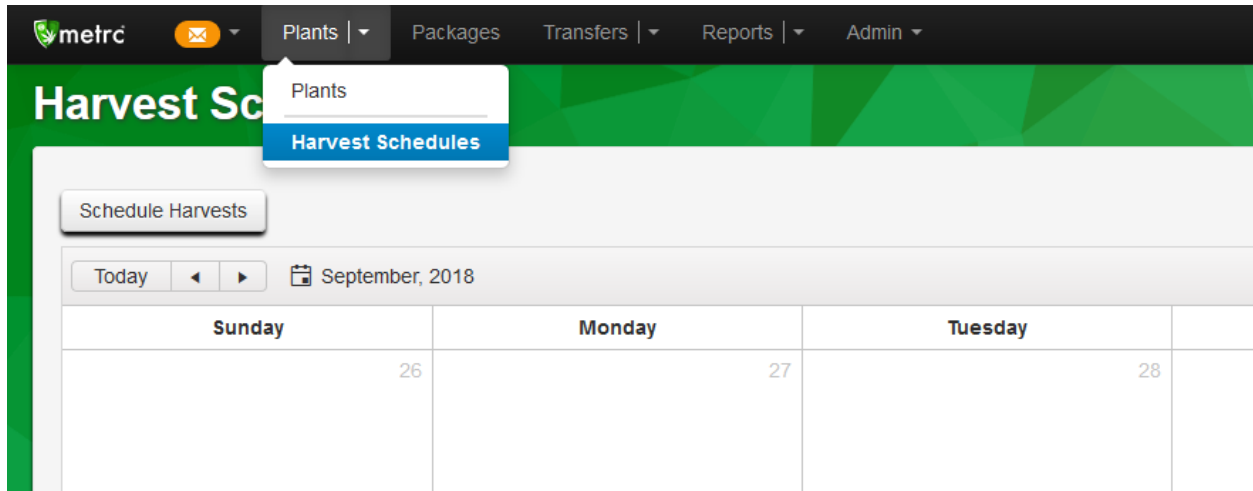 metrc Plants Packages Transfers Reports Admin
Plants
Harvest Sc
Harvest Schedules
Schedule Harvests
Today September, 2018
Sunday Monday Tuesday
26 27 28